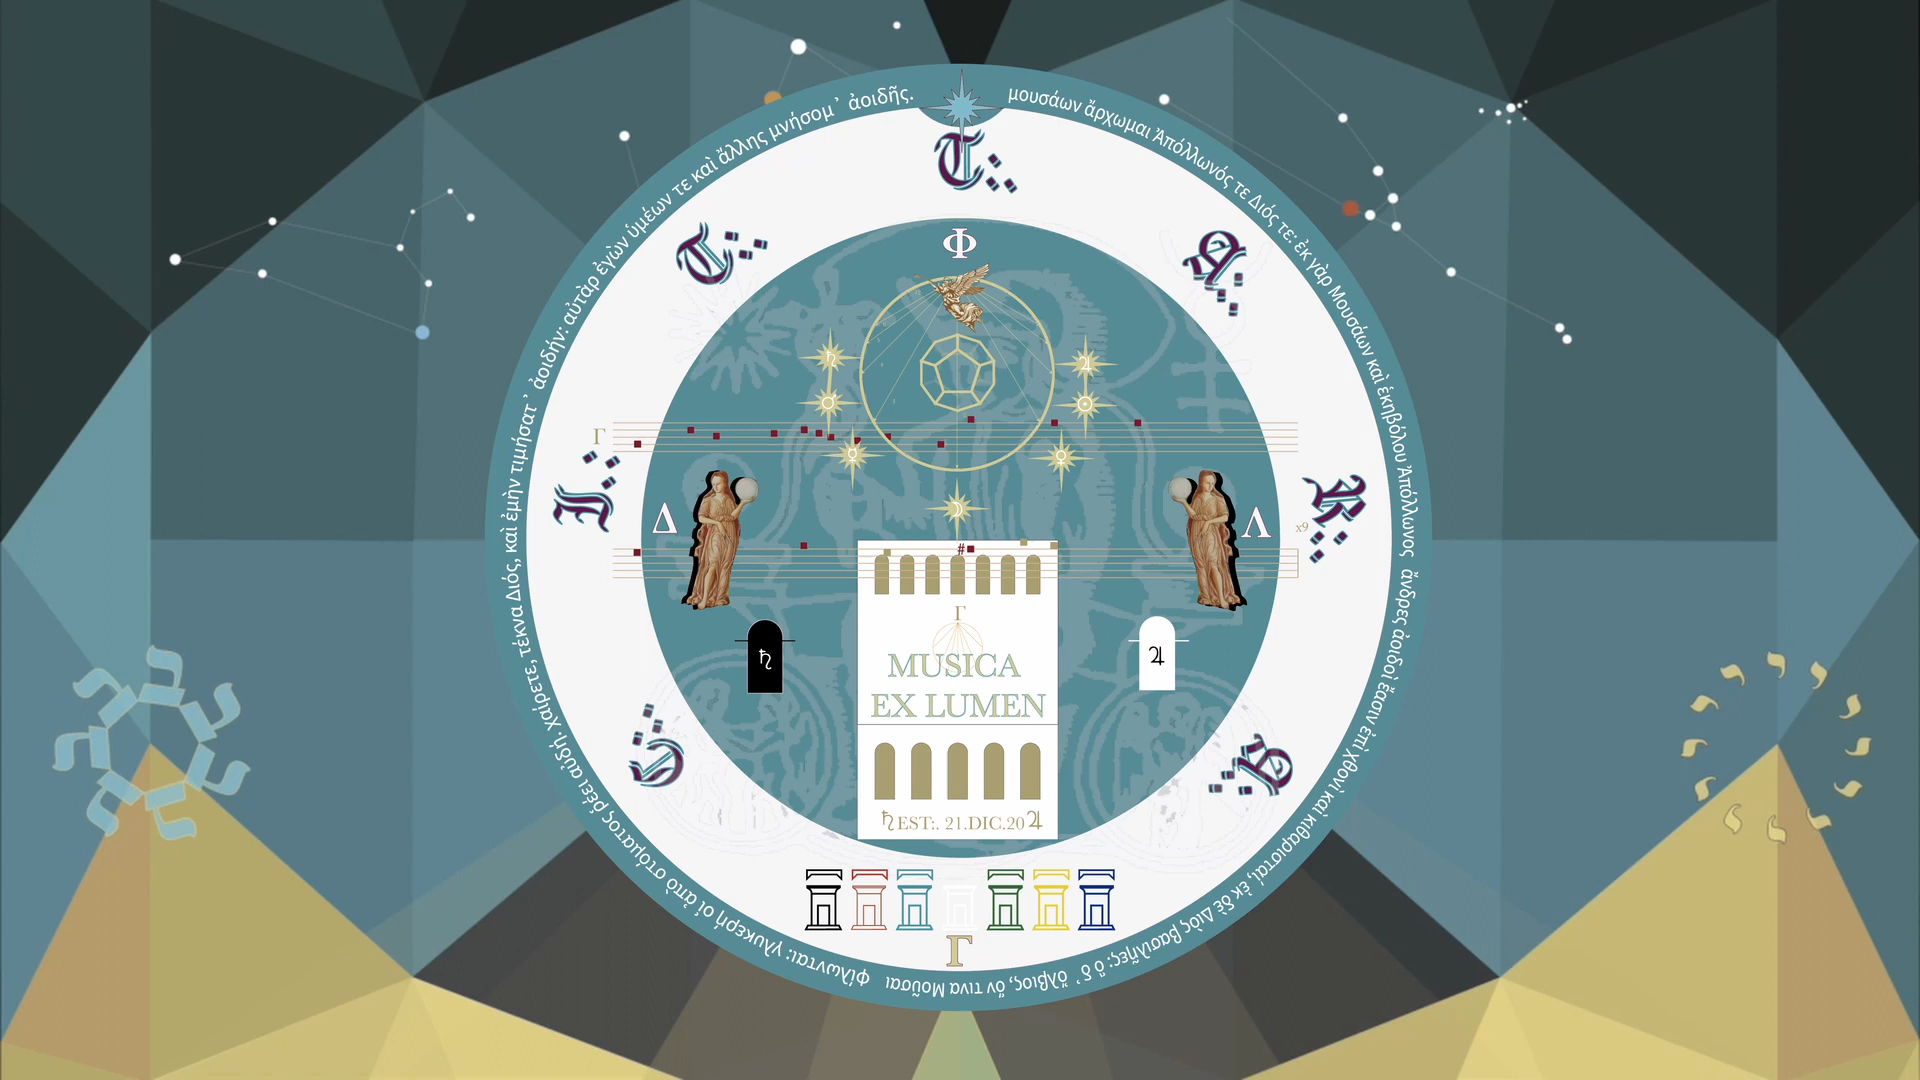 μουσάων ἄρχωμαι Ἀπόλλωνός τε Διός τε: ἐκ γὰρ Μουσάων καὶ ἑκηβόλου Ἀπόλλωνος ἄνδρες ἀοιδοὶ ἔασιν ἐπὶ χθονὶ καὶ κιθαρισταί, ἐκ δὲ Διὸς βασιλῆες: ὃ δ᾽ ὄλβιος, ὅν τινα Μοῦσαι φίλωνται: γλυκερή οἱ ἀπὸ στόματος ῥέει αὐδή. Χαίρετε, τέκνα Διός, καὶ ἐμὴν τιμήσατ᾽ ἀοιδήν: αὐτὰρ ἐγὼν ὑμέων τε καὶ ἄλλης μνήσομ᾽ ἀοιδῆς.
Φ
♄ ♃
♂ ☉
☿ ♀
Γ
☽
Δ Λ
x9
#
Γ
♄ ♃
MUSICA
EX LUMEN
♄ EST:. 21.DIC.20 ♃
Γ